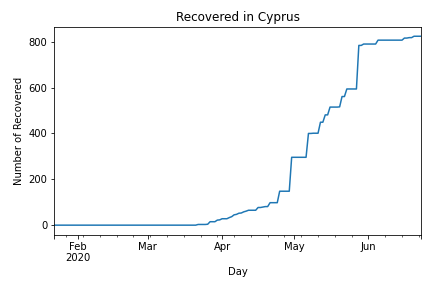 Recovered in Cyprus
Number of Recovered
800
600
400
200
0
Feb
2020
Mar
Apr
May
Jun
Day